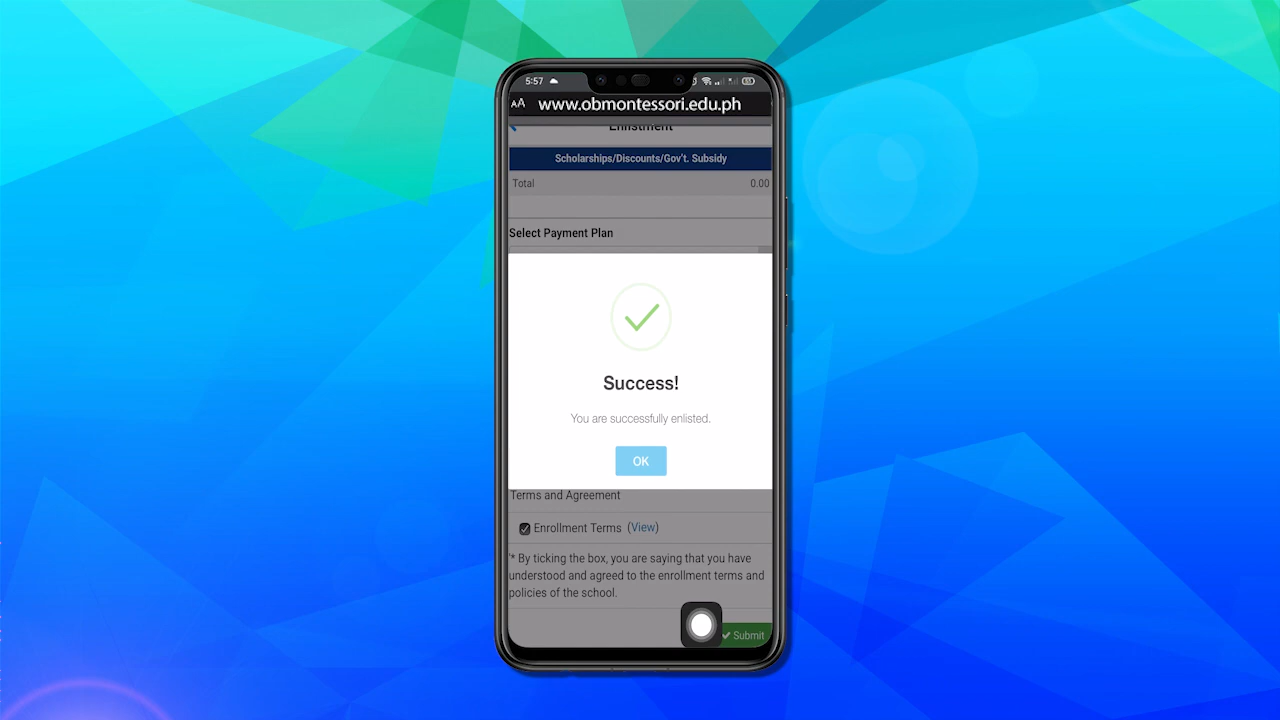 5:57
AA www.obmontessori.edu.ph
Enlistment
Scholarships/Discounts/Gov't. Subsidy
Total 0.00
Select Payment Plan
Success!
You are successfully enlisted.
OK
Terms and Agreement
Enrollment Terms (View)
'* By ticking the box, you are saying that you have
understood and agreed to the enrollment terms and
policies of the school.
Submit